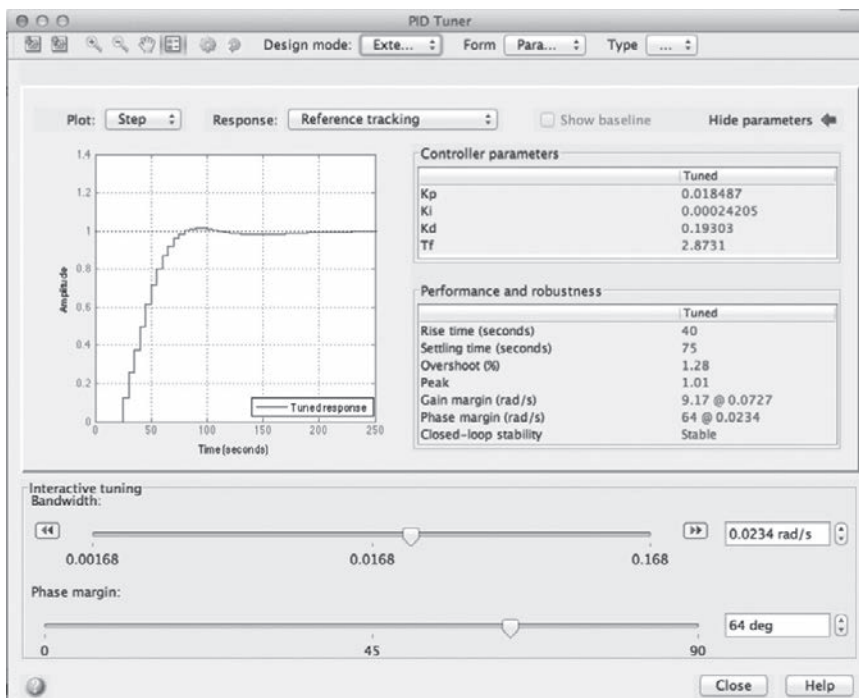 PID Tuner
Design mode: Exte... Form Para... Type ...
Plot: Step Response: Reference tracking Show baseline Hide parameters
1.4
1.2
1
0.8
0.6
0.4
0.2
0
Amplitude
0 50 100 150 200 250
Time (seconds)
Tuned response
Controller parameters
Tuned
Kp 0.018487
Ki 0.00024205
Kd 0.19303
Tf 2.8731
Performance and robustness
Tuned
Rise time (seconds) 40
Settling time (seconds) 75
Overshoot (%) 1.28
Peak 1.01
Gain margin (rad/s) 9.17 @ 0.0727
Phase margin (rad/s) 64 @ 0.0234
Closed-loop stability Stable
Interactive tuning
Bandwidth:
0.0234 rad/s
0.00168 0.0168 0.168
Phase margin:
64 deg
0 45 90
? Close Help